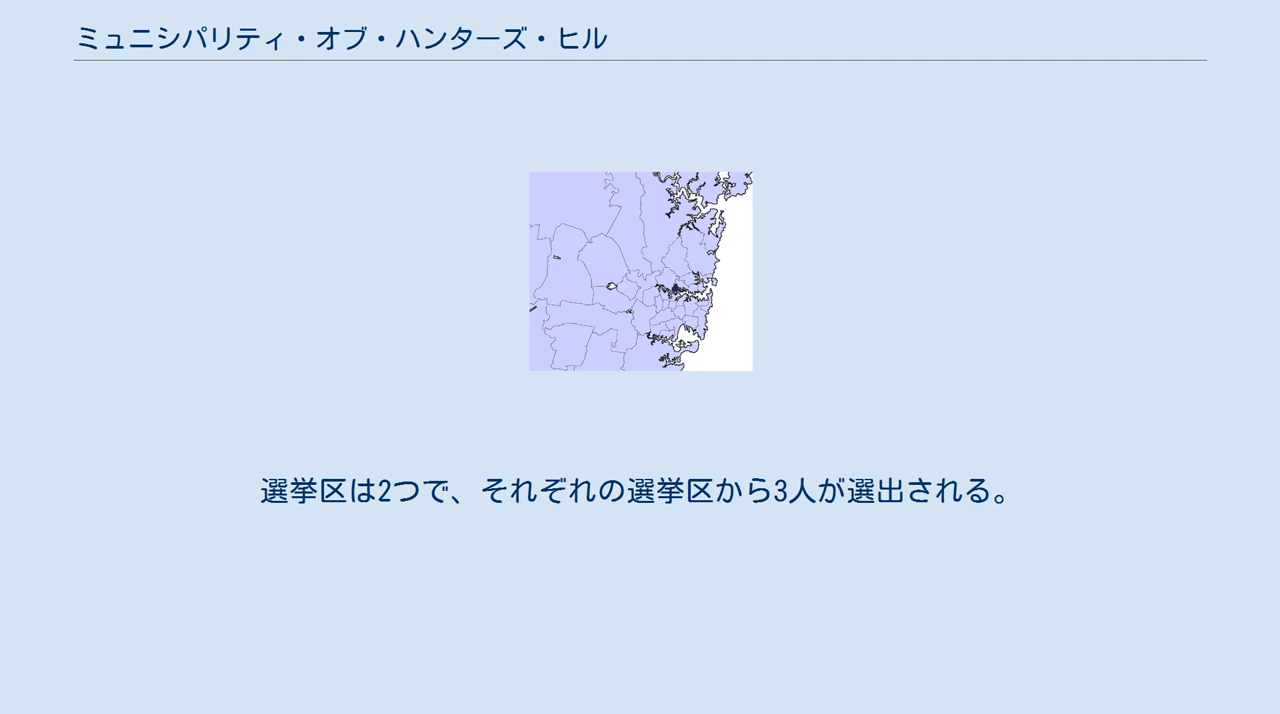 ミュニシパリティ・オブ・ハンターズ・ヒル
選挙区は2つで、それぞれの選挙区から3人が選出される。